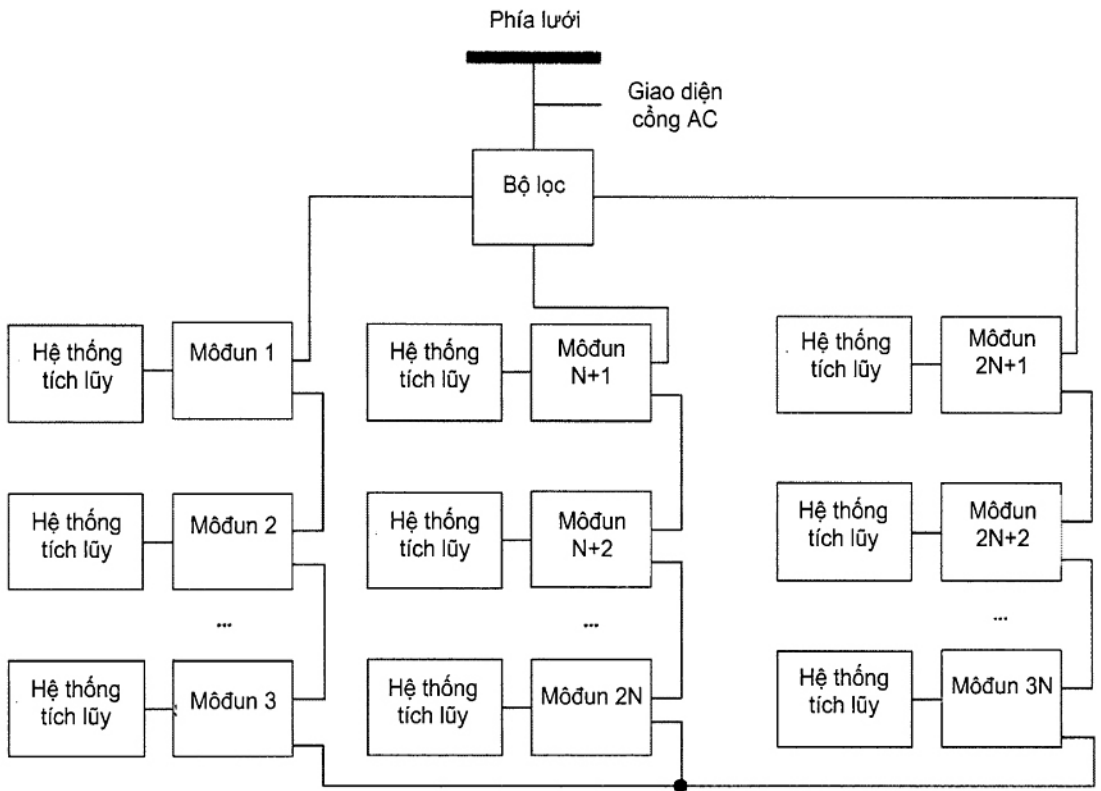 Phía lưới
Giao diện
cổng AC
Bộ lọc
Hệ thống
tích lũy
Môđun 1
Hệ thống
tích lũy
Môđun
N+1
Hệ thống
tích lũy
Môđun
2N+1
Hệ thống
tích lũy
Môđun 2
Hệ thống
tích lũy
Môđun
N+2
Hệ thống
tích lũy
Môđun
2N+2
...
...
...
Hệ thống
tích lũy
Môđun 3
Hệ thống
tích lũy
Môđun 2N
Hệ thống
tích lũy
Môđun 3N